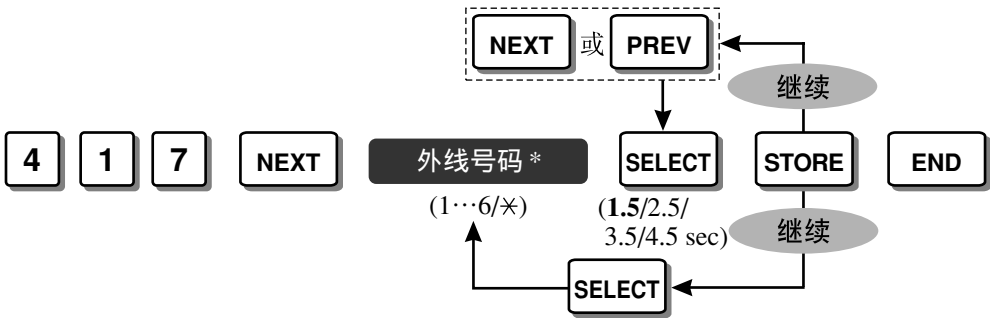 NEXT 或 PREV
继续
4 1 7 NEXT 外线号码* SELECT STORE END
(1…6/✳) (1.5/2.5/
3.5/4.5 sec)
继续
SELECT